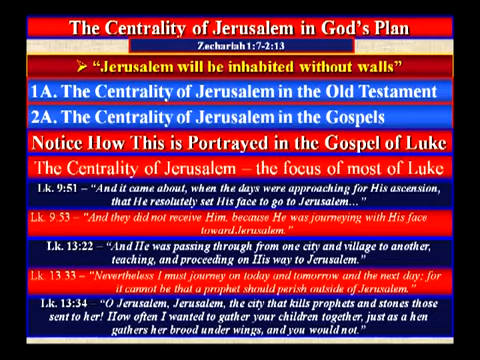 The Centrality of Jerusalem in God's Plan
Zechariah 1:7-2:13
➢ "Jerusalem will be inhabited without walls"
1A. The Centrality of Jerusalem in the Old Testament
2A. The Centrality of Jerusalem in the Gospels
Notice How This is Portrayed in the Gospel of Luke
The Centrality of Jerusalem – the focus of most of Luke
Lk. 9:51 – "And it came about, when the days were approaching for His ascension,
that He resolutely set His face to go to Jerusalem…"
Lk. 9:53 – "And they did not receive Him, because He was journeying with His face
toward Jerusalem."
Lk. 13:22 – "And He was passing through from one city and village to another,
teaching, and proceeding on His way to Jerusalem."
Lk. 13:33 – "Nevertheless I must journey on today and tomorrow and the next day; for
it cannot be that a prophet should perish outside of Jerusalem."
Lk. 13:34 – "O Jerusalem, Jerusalem, the city that kills prophets and stones those
sent to her! How often I wanted to gather your children together, just as a hen
gathers her brood under wings, and you would not."